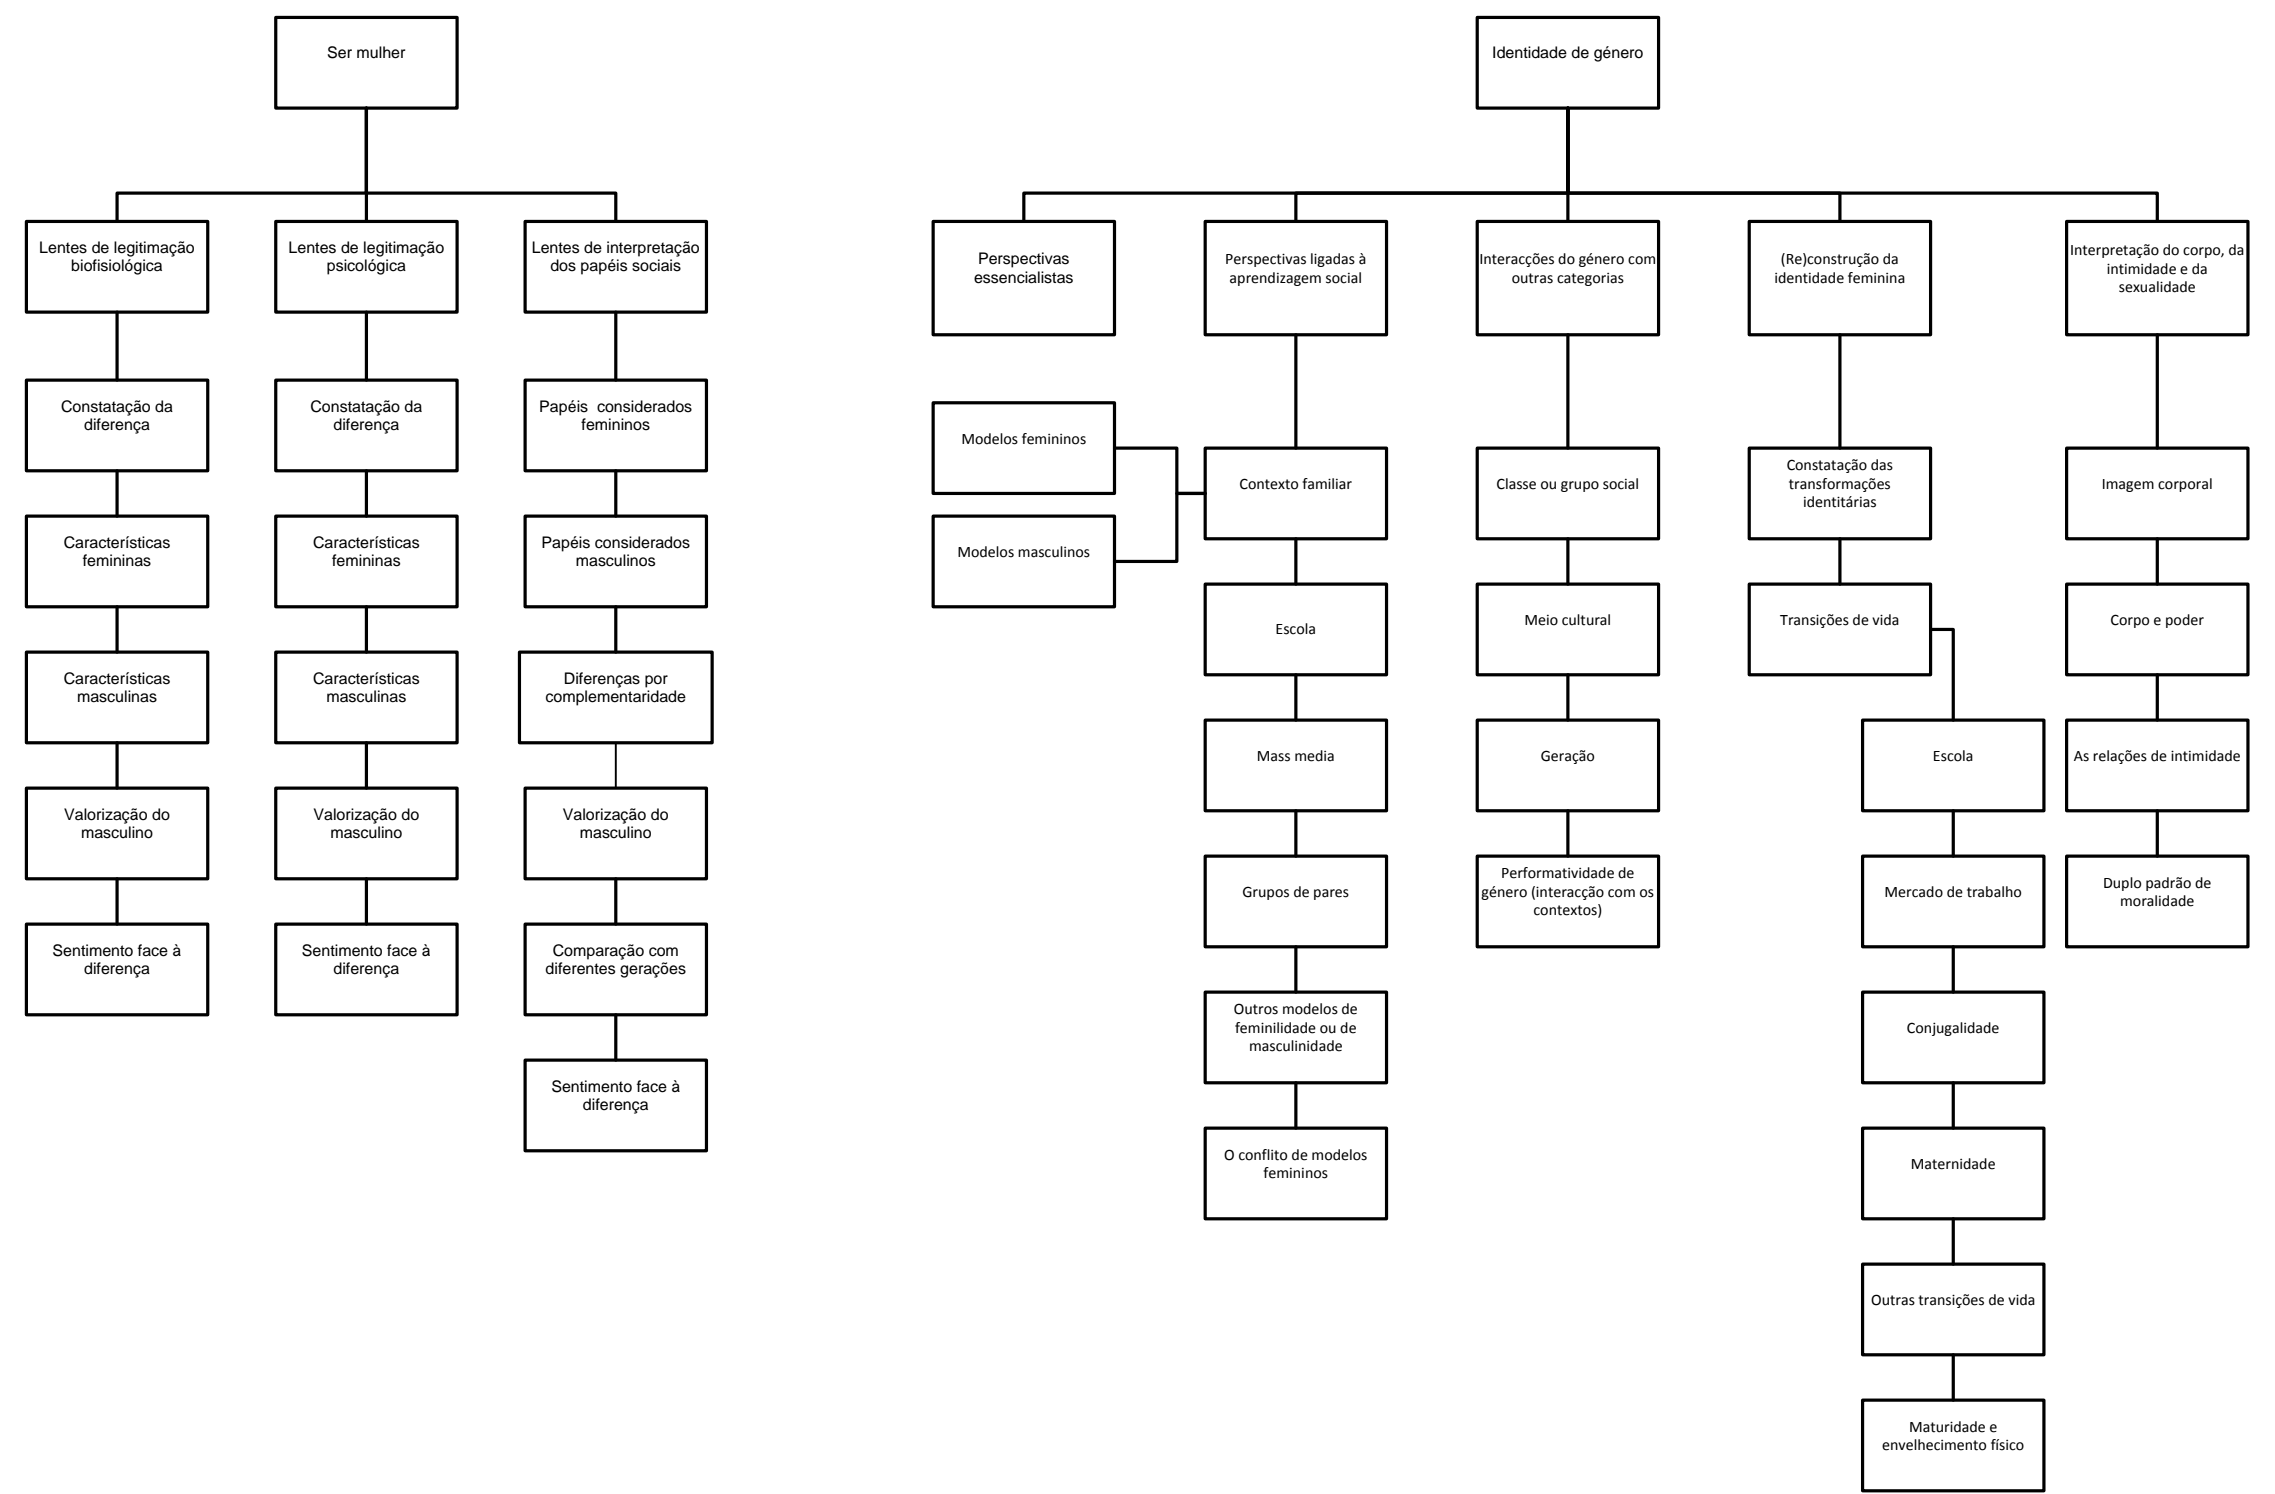 Ser mulher
Lentes de legitimação
biofisiológica
Constatação da
diferença
Características
femininas
Características
masculinas
Valorização do
masculino
Sentimento face à
diferença
Lentes de legitimação
psicológica
Constatação da
diferença
Características
femininas
Características
masculinas
Valorização do
masculino
Sentimento face à
diferença
Lentes de interpretação
dos papéis sociais
Papéis  considerados
femininos
Papéis considerados
masculinos
Diferenças por
complementaridade
Valorização do
masculino
Comparação com
diferentes gerações
Sentimento face à
diferença
Identidade de género
Perspectivas
essencialistas
Perspectivas ligadas à
aprendizagem social
Contexto familiar
Modelos femininos
Modelos masculinos
Escola
Mass media
Grupos de pares
Outros modelos de
feminilidade ou de
masculinidade
O conflito de modelos
femininos
Interacções do género com
outras categorias
Classe ou grupo social
Meio cultural
Geração
Performatividade de
género (interacção com os
contextos)
(Re)construção da
identidade feminina
Constatação das
transformações
identitárias
Transições de vida
Escola
Mercado de trabalho
Conjugalidade
Maternidade
Outras transições de vida
Maturidade e
envelhecimento físico
Interpretação do corpo, da
intimidade e da
sexualidade
Imagem corporal
Corpo e poder
As relações de intimidade
Duplo padrão de
moralidade